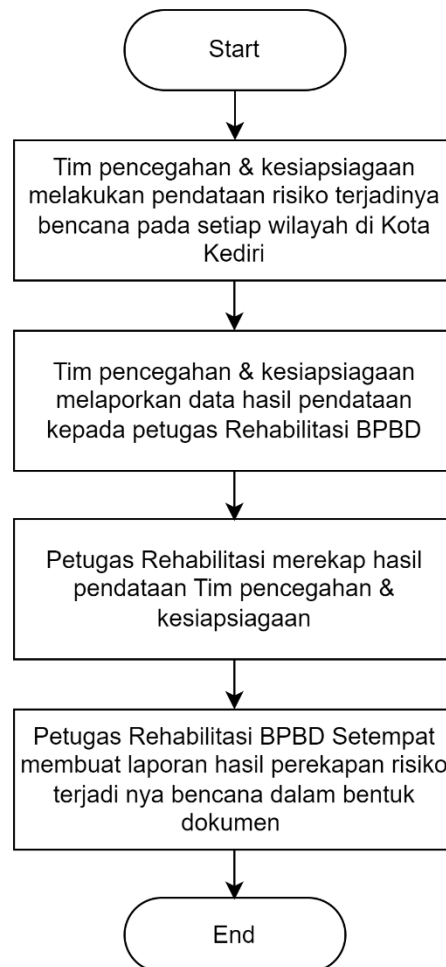 Start
Tim pencegahan & kesiapsiagaan
melakukan pendataan risiko terjadinya
bencana pada setiap wilayah di Kota
Kediri
Tim pencegahan & kesiapsiagaan
melaporkan data hasil pendataan
kepada petugas Rehabilitasi BPBD
Petugas Rehabilitasi merekap hasil
pendataan Tim pencegahan &
kesiapsiagaan
Petugas Rehabilitasi BPBD Setempat
membuat laporan hasil perekapan risiko
terjadi nya bencana dalam bentuk
dokumen
End